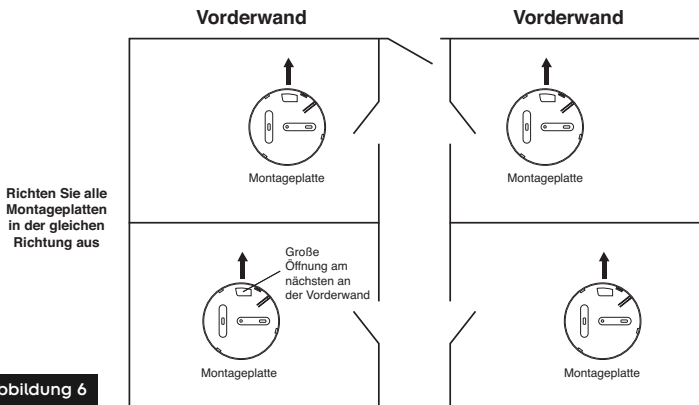 Vorderwand
Vorderwand
Montageplatte
Montageplatte
Richten Sie alle
Montageplatten
in der gleichen
Richtung aus
Große
Öffnung am
nächsten an
der Vorderwand
Montageplatte
Montageplatte
bbildung 6